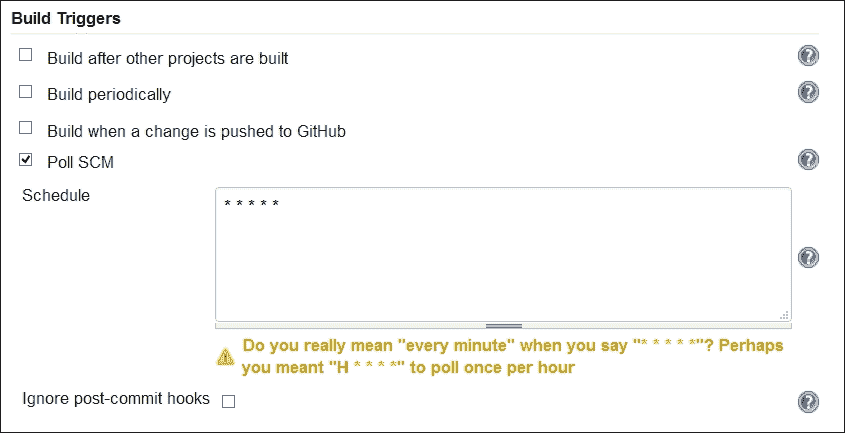 Build Triggers
Build after other projects are built
Build periodically
Build when a change is pushed to GitHub
Poll SCM
Schedule
* * * * *
Do you really mean "every minute" when you say "* * * * *"? Perhaps
you meant "H * * * *" to poll once per hour
Ignore post-commit hooks